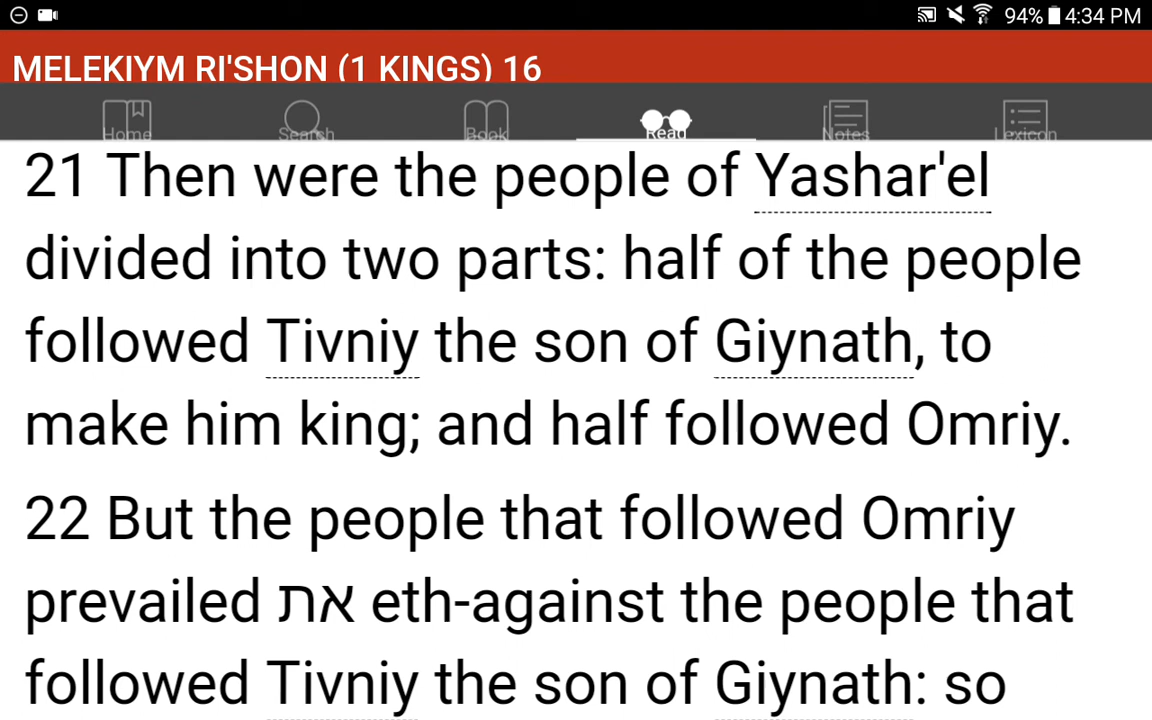 94% 4:34 PM
MELEKIYM RI'SHON (1 KINGS) 16
Home Search Book Read Notes Lexicon
21 Then were the people of Yashar'el
divided into two parts: half of the people
followed Tivniy the son of Giynath, to
make him king; and half followed Omriy.
22 But the people that followed Omriy
prevailed את eth-against the people that
followed Tivniy the son of Giynath: so